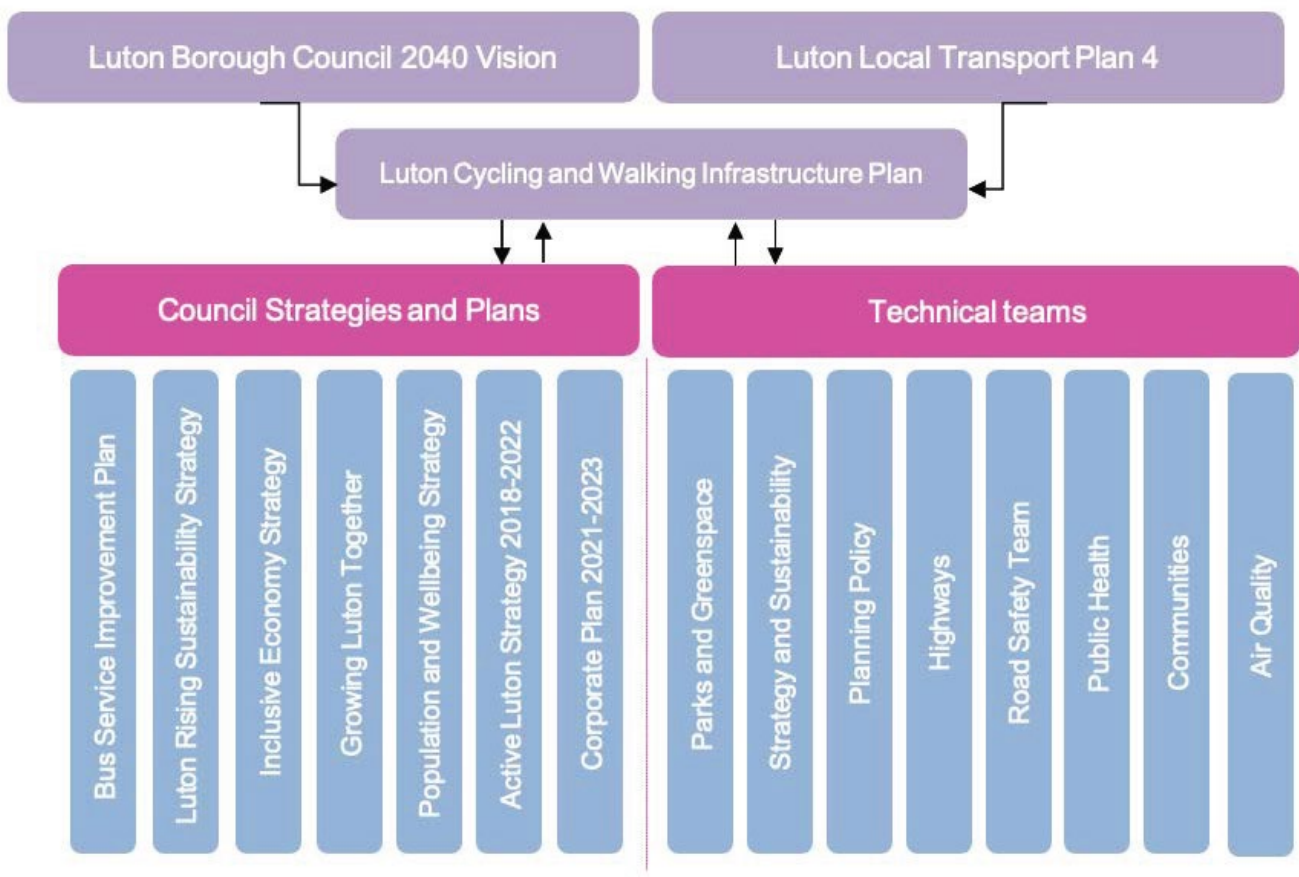 Luton Borough Council 2040 Vision
Luton Local Transport Plan 4
Luton Cycling and Walking Infrastructure Plan
Council Strategies and Plans
Technical teams
Bus Service Improvement Plan
Luton Rising Sustainability Strategy
Inclusive Economy Strategy
Growing Luton Together
Population and Wellbeing Strategy
Active Luton Strategy 2018-2022
Corporate Plan 2021-2023
Parks and Greenspace
Strategy and Sustainability
Planning Policy
Highways
Road Safety Team
Public Health
Communities
Air Quality